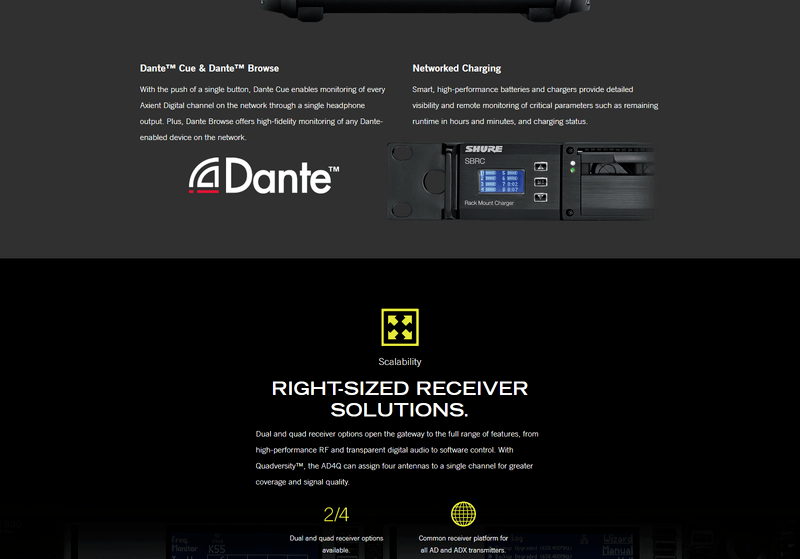 Dante™ Cue & Dante™ Browse
With the push of a single button, Dante Cue enables monitoring of every
Axient Digital channel on the network through a single headphone
output. Plus, Dante Browse offers high-fidelity monitoring of any Dante-
enabled device on the network.
Dante™
Networked Charging
Smart, high-performance batteries and chargers provide detailed
visibility and remote monitoring of critical parameters such as remaining
runtime in hours and minutes, and charging status.
SHURE
SBRC
Rack Mount Charger
Scalability
RIGHT-SIZED RECEIVER
SOLUTIONS.
Dual and quad receiver options open the gateway to the full range of features, from
high-performance RF and transparent digital audio to software control. With
Quadversity™, the AD4Q can assign four antennas to a single channel for greater
coverage and signal quality.
2/4
Dual and quad receiver options
available.
Common receiver platform for
all AD and ADX transmitters.
Freq
Monitor
K55
Wizard
Manual